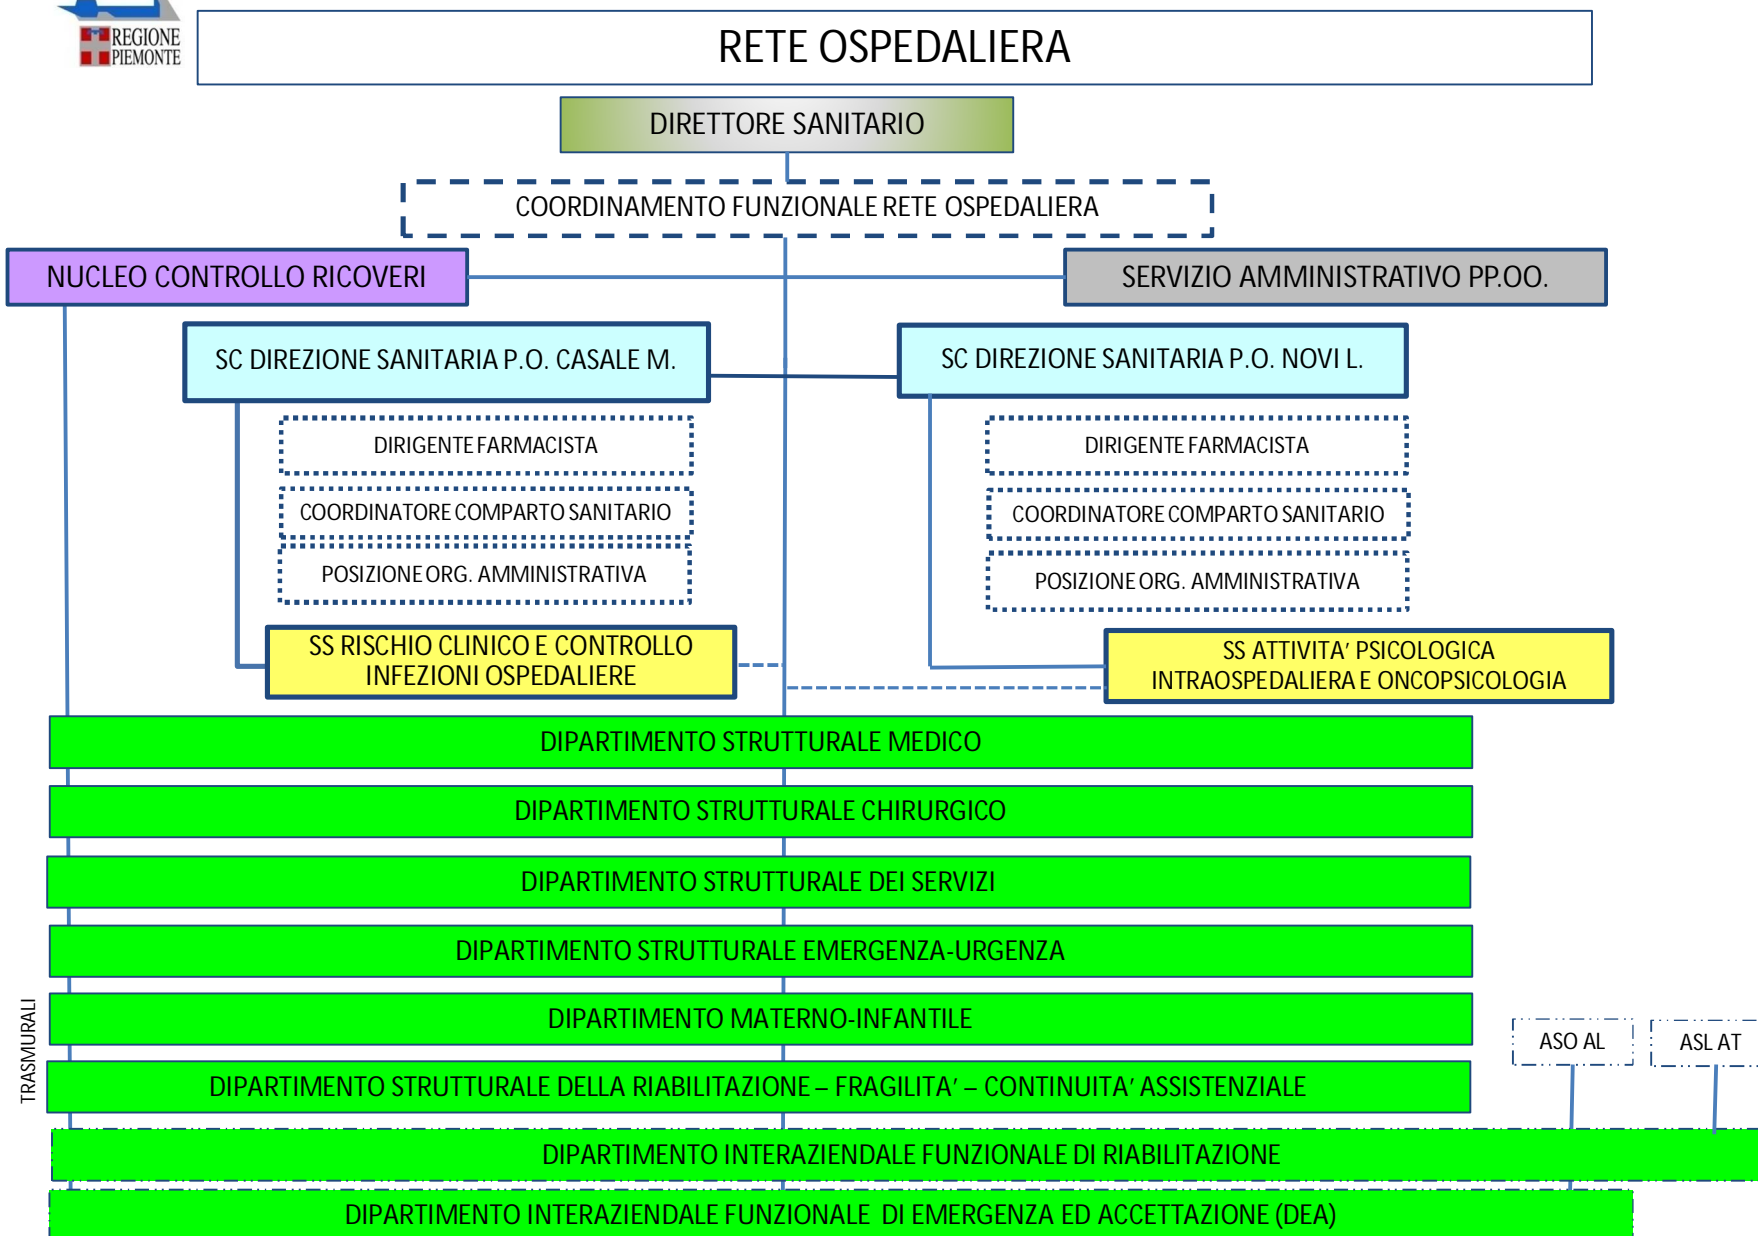 REGIONE
PIEMONTE
RETE OSPEDALIERA
DIRETTORE SANITARIO
COORDINAMENTO FUNZIONALE RETE OSPEDALIERA
NUCLEO CONTROLLO RICOVERI
SERVIZIO AMMINISTRATIVO PP.OO.
SC DIREZIONE SANITARIA P.O. CASALE M.
SC DIREZIONE SANITARIA P.O. NOVI L.
DIRIGENTE FARMACISTA
DIRIGENTE FARMACISTA
COORDINATORE COMPARTO SANITARIO
COORDINATORE COMPARTO SANITARIO
POSIZIONE ORG. AMMINISTRATIVA
POSIZIONE ORG. AMMINISTRATIVA
SS RISCHIO CLINICO E CONTROLLO
INFEZIONI OSPEDALIERE
SS ATTIVITA' PSICOLOGICA
INTRAOSPEDALIERA E ONCOPSICOLOGIA
DIPARTIMENTO STRUTTURALE MEDICO
DIPARTIMENTO STRUTTURALE CHIRURGICO
DIPARTIMENTO STRUTTURALE DEI SERVIZI
DIPARTIMENTO STRUTTURALE EMERGENZA-URGENZA
TRASMURALI
DIPARTIMENTO MATERNO-INFANTILE
ASO AL
ASL AT
DIPARTIMENTO STRUTTURALE DELLA RIABILITAZIONE – FRAGILITA' – CONTINUITA' ASSISTENZIALE
DIPARTIMENTO INTERAZIENDALE FUNZIONALE DI RIABILITAZIONE
DIPARTIMENTO INTERAZIENDALE FUNZIONALE DI EMERGENZA ED ACCETTAZIONE (DEA)